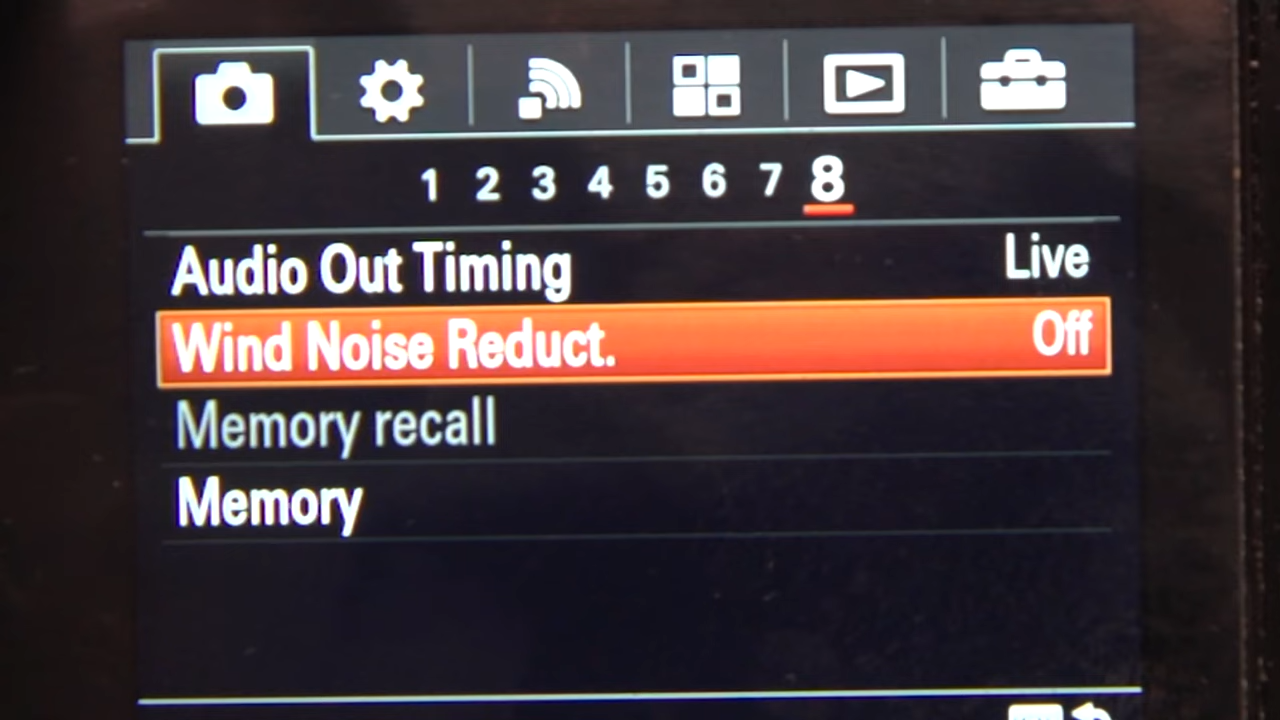 1 2 3 4 5 6 7 8
Audio Out Timing Live
Wind Noise Reduct. Off
Memory recall
Memory